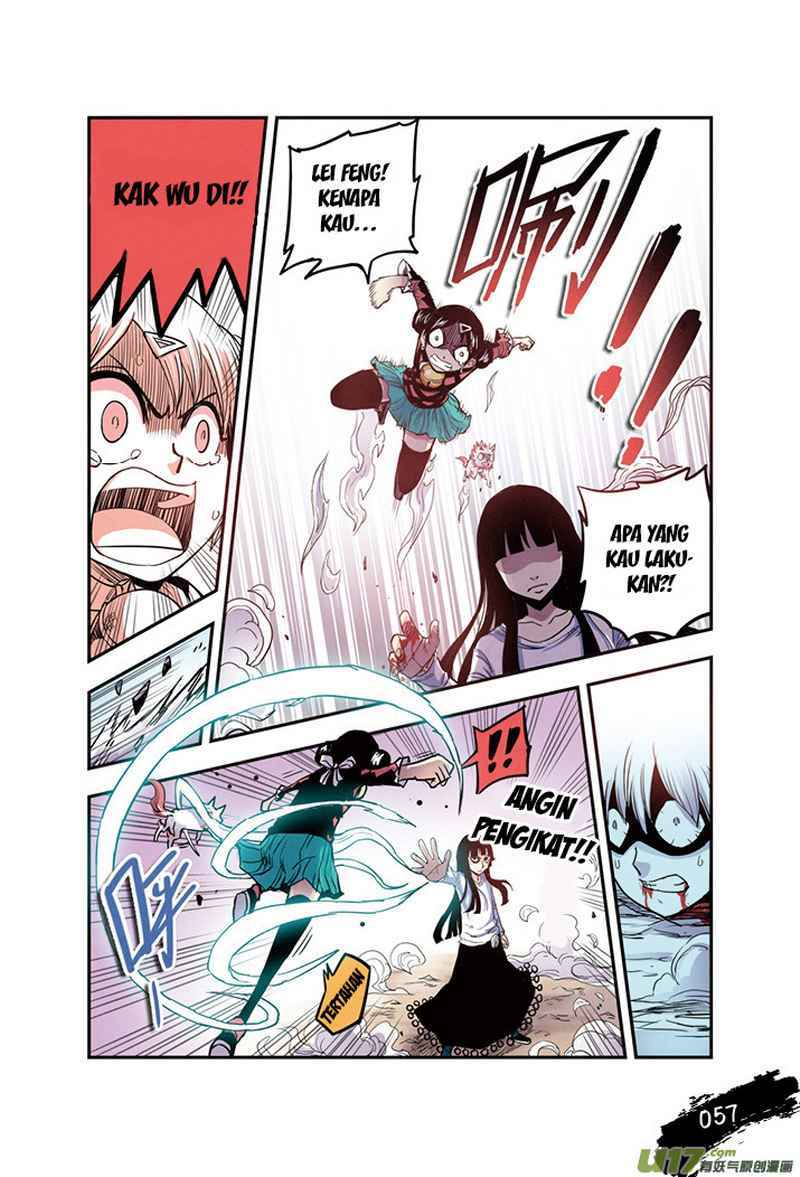 KAK WU DI!!
LEI FENG!
KENAPA
KAU...
APA YANG
KAU LAKU-
KAN?!
!!
ANGIN
PENGIKAT!!
TERTAHAN
057
U17.com
有妖气原创漫画